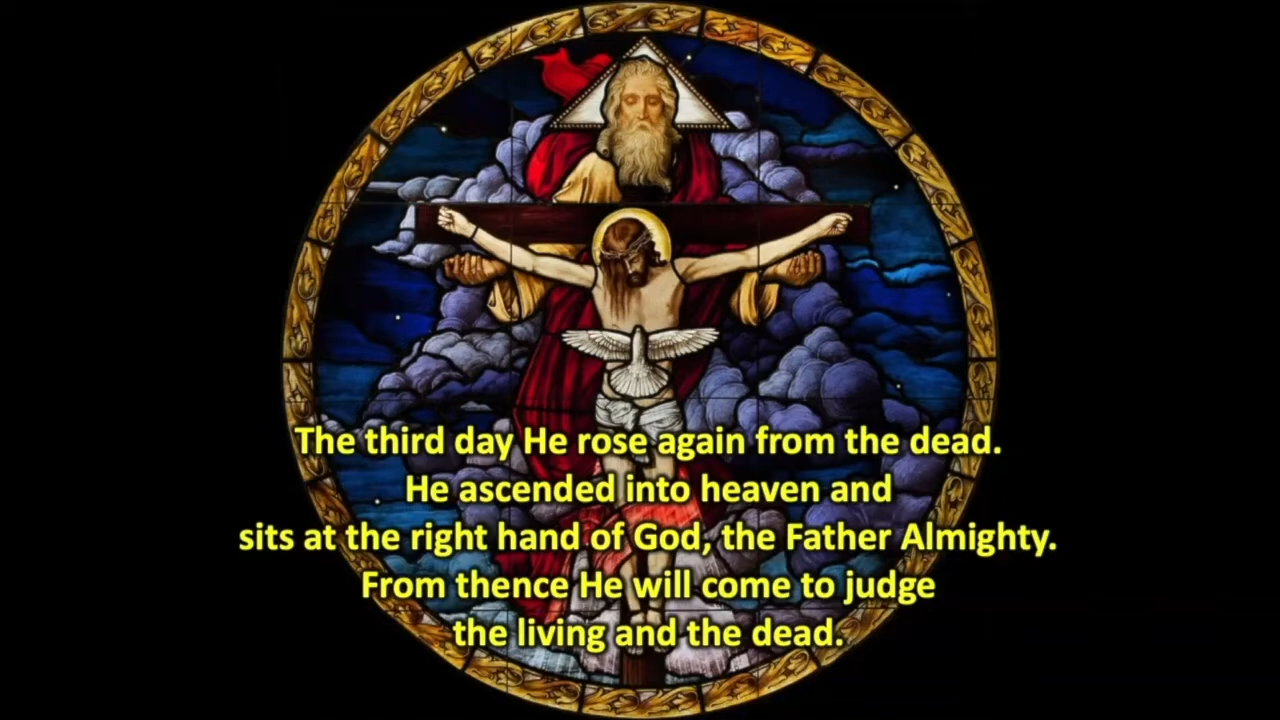 The third day He rose again from the dead.
He ascended into heaven and
sits at the right hand of God, the Father Almighty.
From thence He will come to judge
the living and the dead.